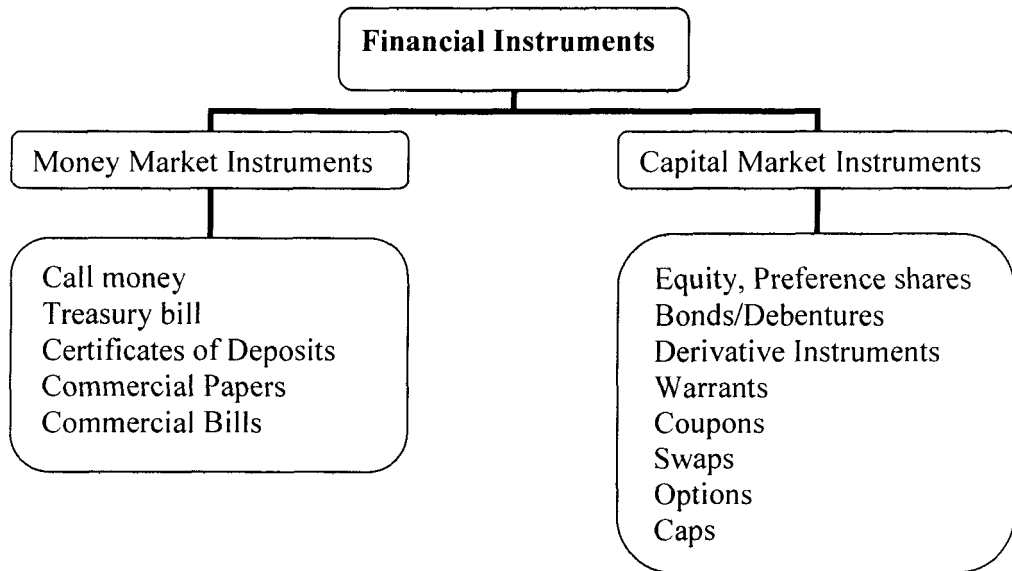 Financial Instruments
Money Market Instruments
Capital Market Instruments
Call money
Treasury bill
Certificates of Deposits
Commercial Papers
Commercial Bills
Equity, Preference shares
Bonds/Debentures
Derivative Instruments
Warrants
Coupons
Swaps
Options
Caps